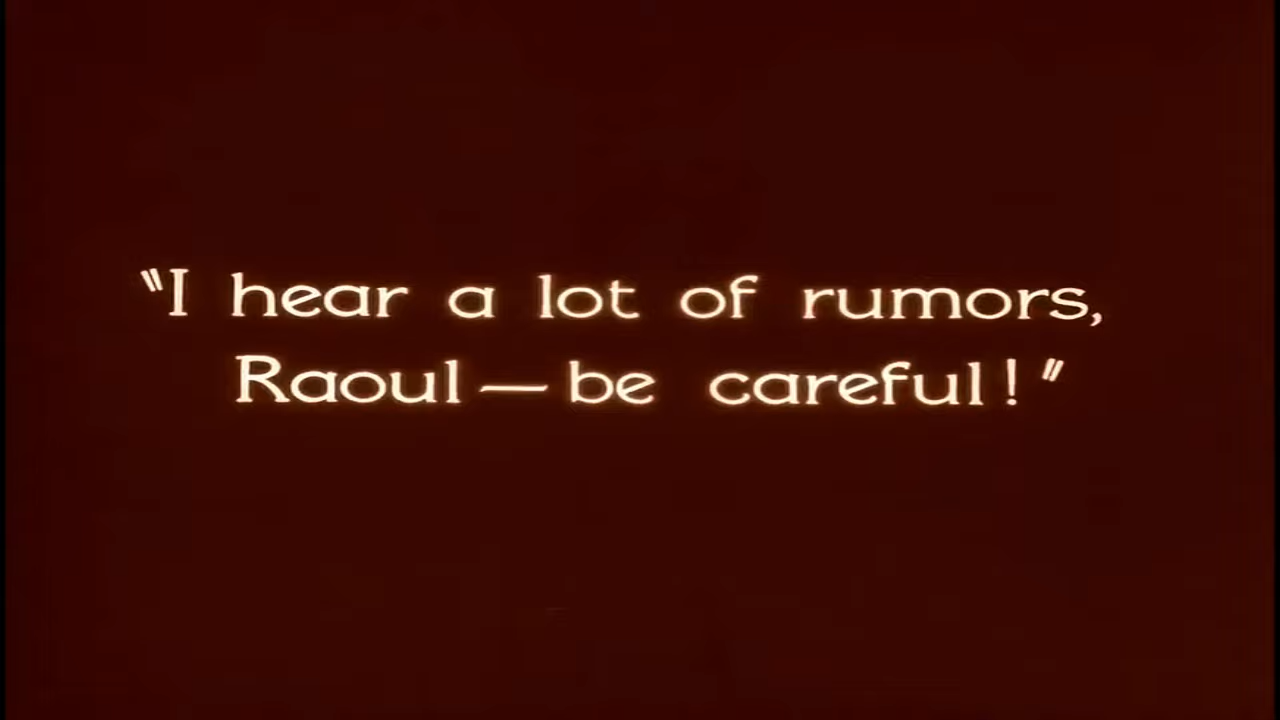 "I hear a lot of rumors,
Raoul — be careful!"